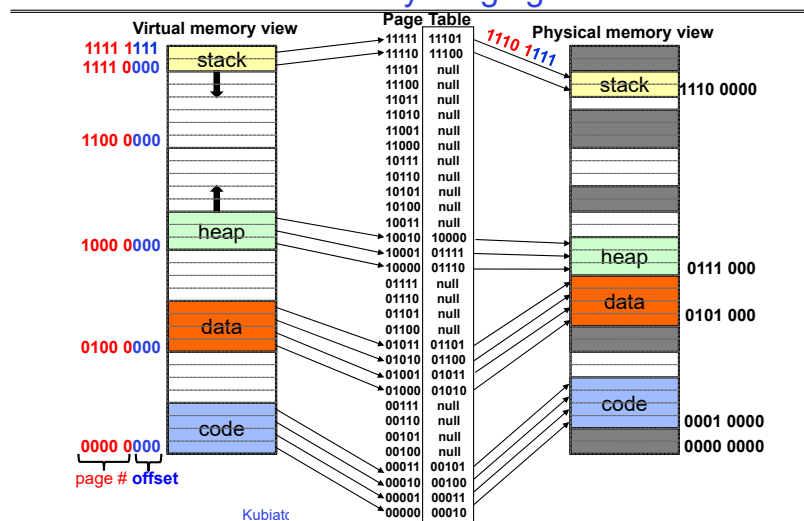 Virtual memory view
Page Table
Physical memory view
1111 1111
1111 0000
1100 0000
1000 0000
0100 0000
0000 0000
page # offset
stack
heap
data
code
11111 11101
11110 11100
11101 null
11100 null
11011 null
11010 null
11001 null
11000 null
10111 null
10110 null
10101 null
10100 null
10011 null
10010 10000
10001 01111
10000 01110
01111 null
01110 null
01101 null
01100 null
01011 01101
01010 01100
01001 01011
01000 01010
00111 null
00110 null
00101 null
00100 null
00011 00101
00010 00100
00001 00011
00000 00010
1110 1111
stack
1110 0000
heap
0111 000
data
0101 000
code
0001 0000
0000 0000